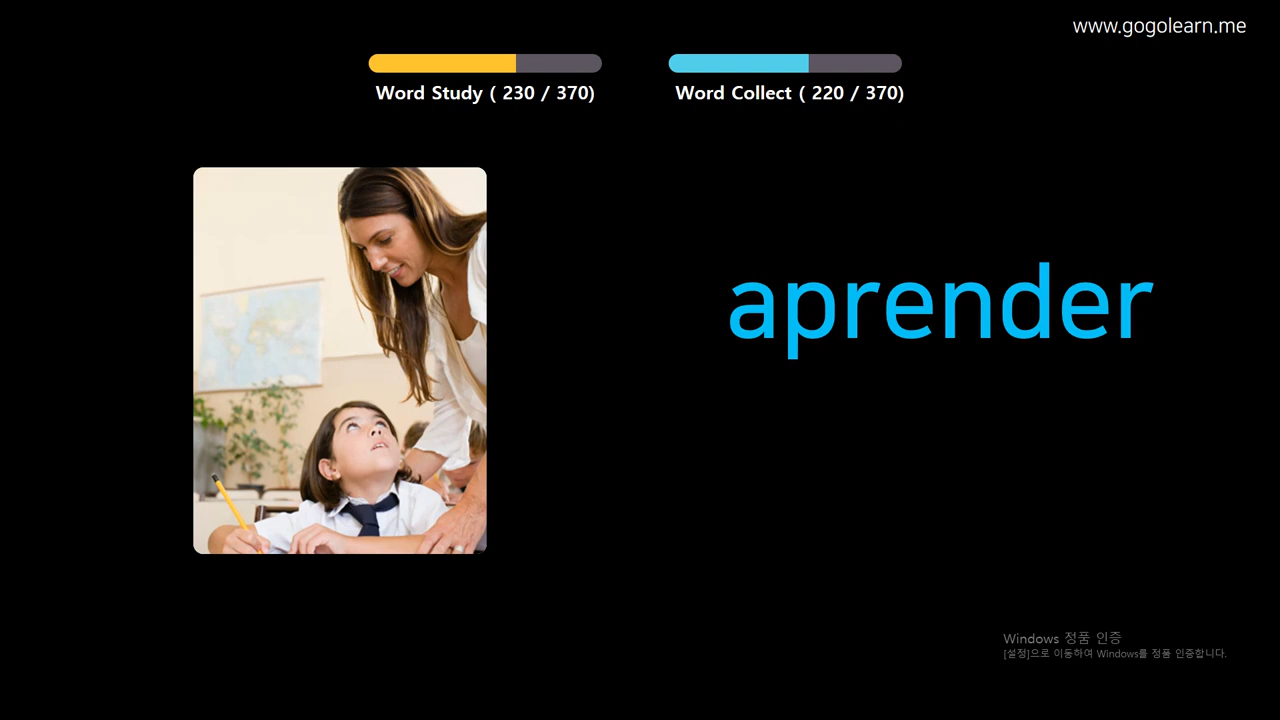 www.gogolearn.me
Word Study ( 230 / 370)
Word Collect ( 220 / 370)
aprender
Windows 정품 인증
[설정]으로 이동하여 Windows를 정품 인증합니다.